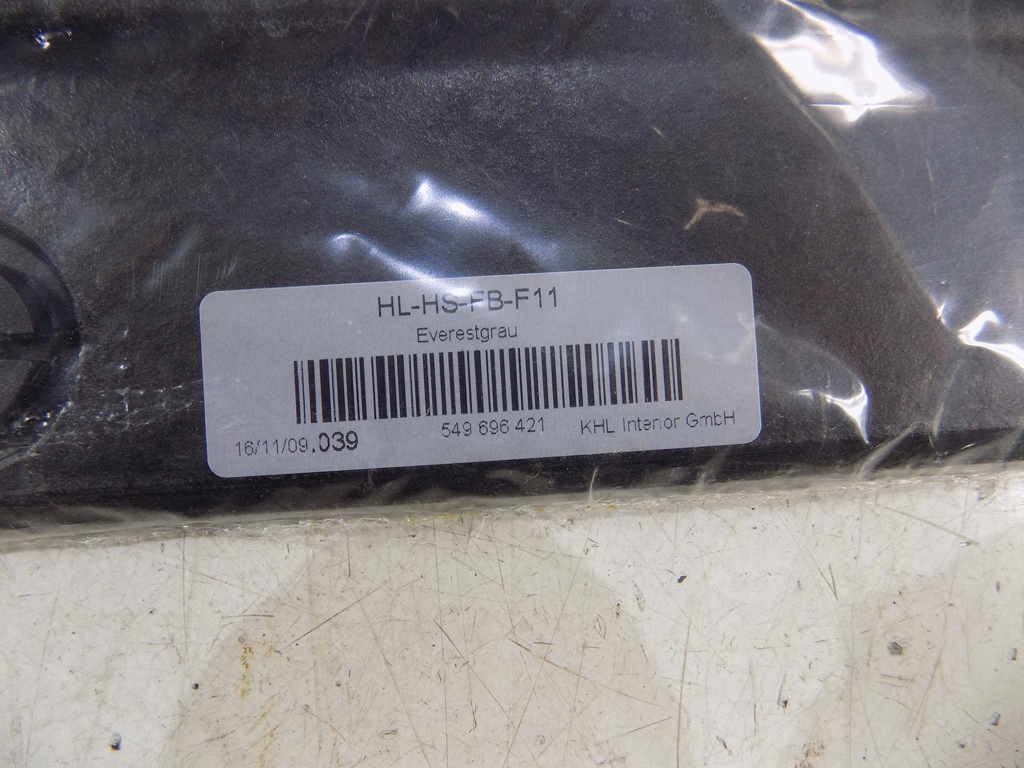 HL-HS-FB-F11
Everestgrau
16/11/09.039 549 696 421 KHL Interior GmbH